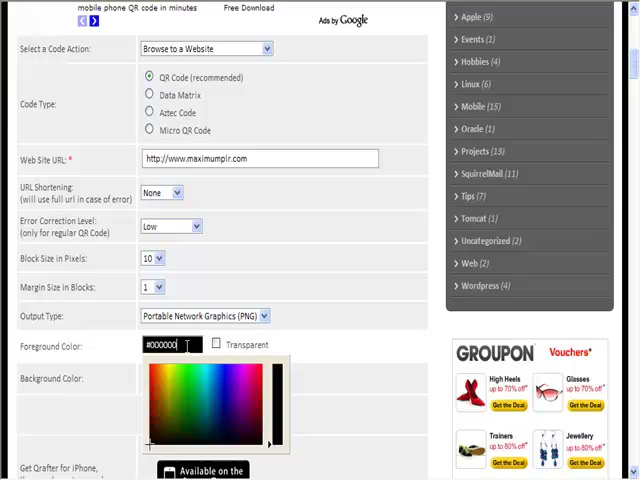 mobile phone QR code in minutes
Free Download
Ads by Google
Select a Code Action:
Browse to a Website
Code Type:
QR Code (recommended)
Data Matrix
Aztec Code
Micro QR Code
Web Site URL: *
http://www.maximumplr.com
URL Shortening:
(will use full url in case of error)
None
Error Correction Level:
(only for regular QR Code)
Low
Block Size in Pixels:
10
Margin Size in Blocks:
1
Output Type:
Portable Network Graphics (PNG)
Foreground Color:
#000000
Transparent
Background Color:
Get Qrafter for iPhone,
Available on the
Apple (9)
Events (1)
Hobbies (4)
Linux (6)
Mobile (15)
Oracle (1)
Projects (13)
SquirrelMail (11)
Tips (7)
Tomcat (1)
Uncategorized (2)
Web (2)
Wordpress (4)
GROUPON Vouchers*
High Heels
up to 70% off*
Get the Deal
Glasses
up to 70% off*
Get the Deal
Trainers
up to 80% off*
Get the Deal
Jewellery
up to 80% off*
Get the Deal